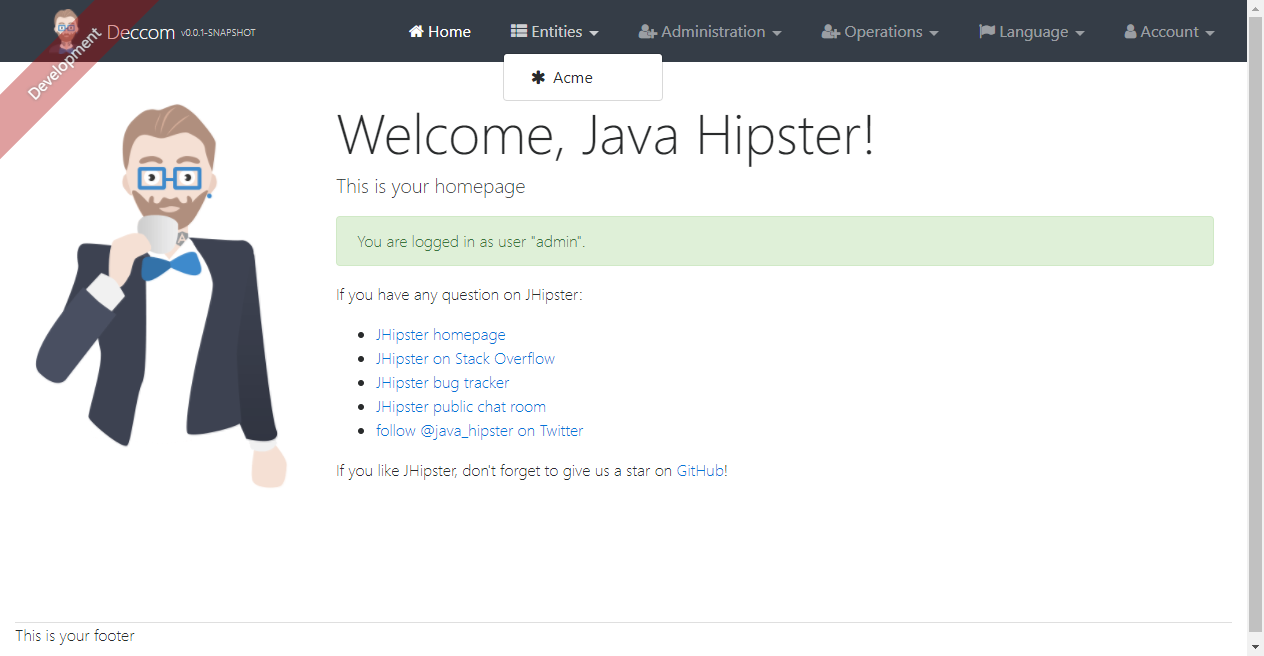 Development
Deccom v0.0.1-SNAPSHOT Home Entities Administration Operations Language Account
Acme
Welcome, Java Hipster!
This is your homepage
You are logged in as user "admin".
If you have any question on JHipster:
JHipster homepage
JHipster on Stack Overflow
JHipster bug tracker
JHipster public chat room
follow @java_hipster on Twitter
If you like JHipster, don't forget to give us a star on GitHub!
This is your footer